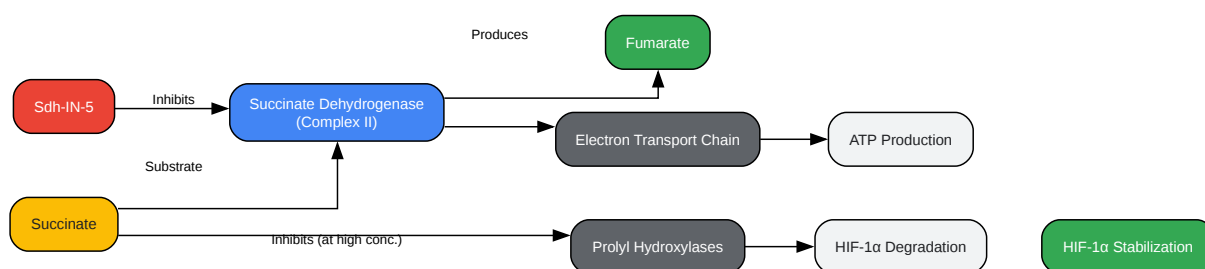 Produces
Fumarate
Sdh-IN-5
Inhibits
Succinate Dehydrogenase
(Complex II)
Electron Transport Chain
ATP Production
Substrate
Succinate
Inhibits (at high conc.)
Prolyl Hydroxylases
HIF-1α Degradation
HIF-1α Stabilization